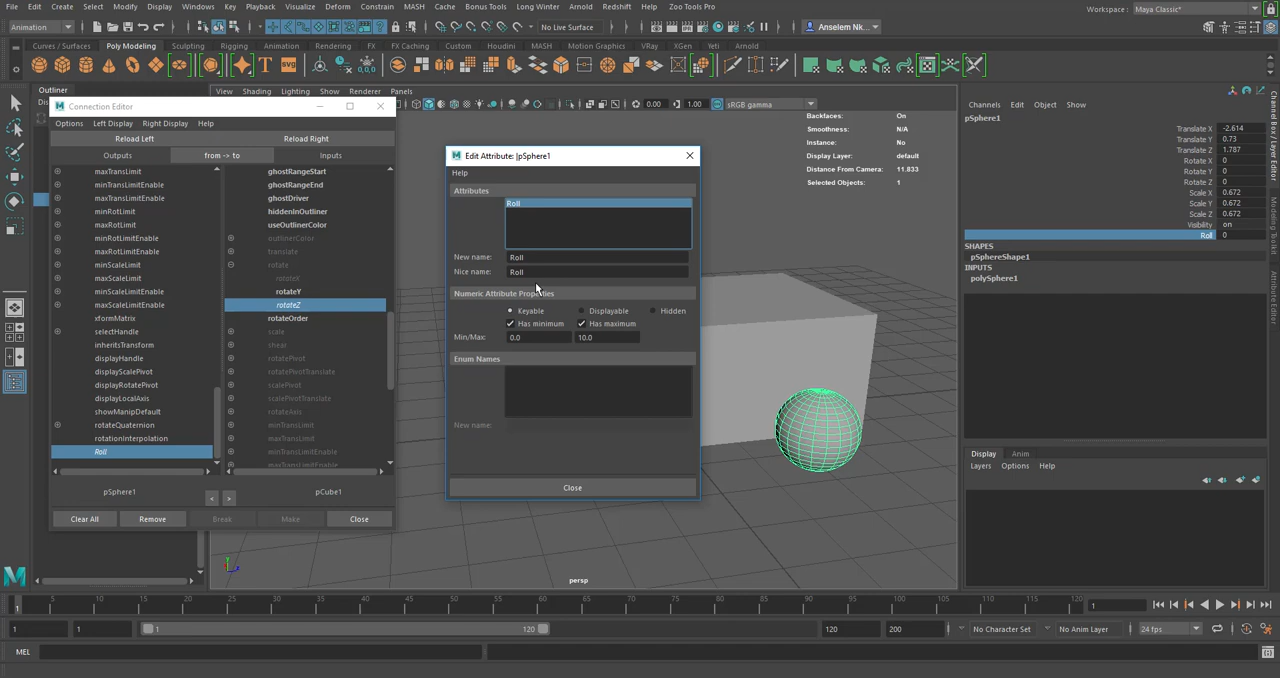 File Edit Create Select Modify Display Windows Key Playback Visualize Deform Constrain MASH Cache Bonus Tools Long Winter Arnold Redshift Help Zoo Tools Pro
Workspace: Maya Classic*
Animation No Live Surface Anselem Nk...
Curves / Surfaces Poly Modeling Sculpting Rigging Animation Rendering FX FX Caching Custom Houdini MASH Motion Graphics VRay XGen Yeti Arnold
Outliner
View Shading Lighting Show Renderer Panels
0.00 1.00 sRGB gamma
Connection Editor
Options Left Display Right Display Help
Reload Left Reload Right
Outputs from -> to Inputs
maxTransLimit ghostRangeStart
minTransLimitEnable ghostRangeEnd
maxTransLimitEnable ghostDriver
minRotLimit hiddenInOutliner
maxRotLimit useOutlinerColor
minRotLimitEnable outlinerColor
maxRotLimitEnable translate
minScaleLimit rotate
maxScaleLimit rotateX
minScaleLimitEnable rotateY
maxScaleLimitEnable rotateZ
xformMatrix rotateOrder
selectHandle scale
inheritsTransform shear
displayHandle rotatePivot
displayScalePivot rotatePivotTranslate
displayRotatePivot scalePivot
displayLocalAxis scalePivotTranslate
showManipDefault rotateAxis
rotateQuaternion minTransLimit
rotationInterpolation maxTransLimit
Roll minTransLimitEnable
maxTransLimitEnable
pSphere1 < > pCube1
Clear All Remove Break Make Close
Edit Attribute: |pSphere1
Help
Attributes
Roll
New name: Roll
Nice name: Roll
Numeric Attribute Properties
Keyable Displayable Hidden
Has minimum Has maximum
Min/Max: 0.0 10.0
Enum Names
New name:
Close
Backfaces: On
Smoothness: N/A
Instance: No
Display Layer: default
Distance From Camera: 11.833
Selected Objects: 1
persp
Channels Edit Object Show
pSphere1
Translate X -2.614
Translate Y 0.73
Translate Z 1.787
Rotate X 0
Rotate Y 0
Rotate Z 0
Scale X 0.672
Scale Y 0.672
Scale Z 0.672
Visibility on
Roll 0
SHAPES
pSphereShape1
INPUTS
polySphere1
Display Anim
Layers Options Help
Channel Box / Layer Editor
Modeling Toolkit
Attribute Editor
5 10 15 20 25 30 35 40 45 50 55 60 65 70 75 80 85 90 95 100 105 110 115 120
1 1
1 1 1 120 120 200 No Character Set No Anim Layer 24 fps
MEL